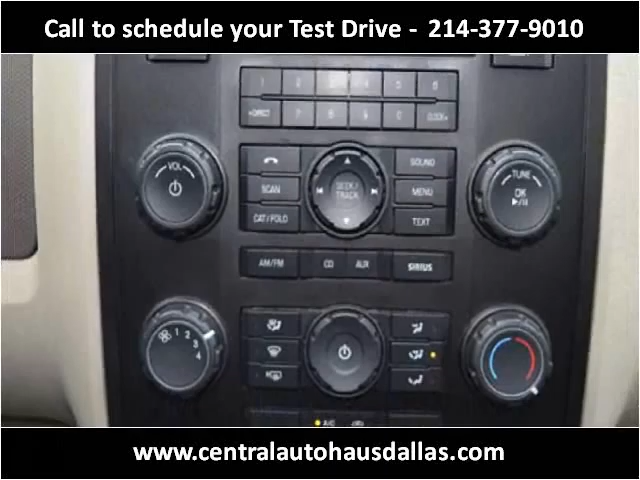 Call to schedule your Test Drive - 214-377-9010
1 2 3 4 5 6
DIRECT 7 8 9 0 CLOCK
VOL
SOUND
TUNE
SCAN
SEEK/
TRACK
MENU
OK
CAT/FOLD
TEXT
AM/FM CD AUX SIRIUS
1 2 3 4
A/C
www.centralautohausdallas.com